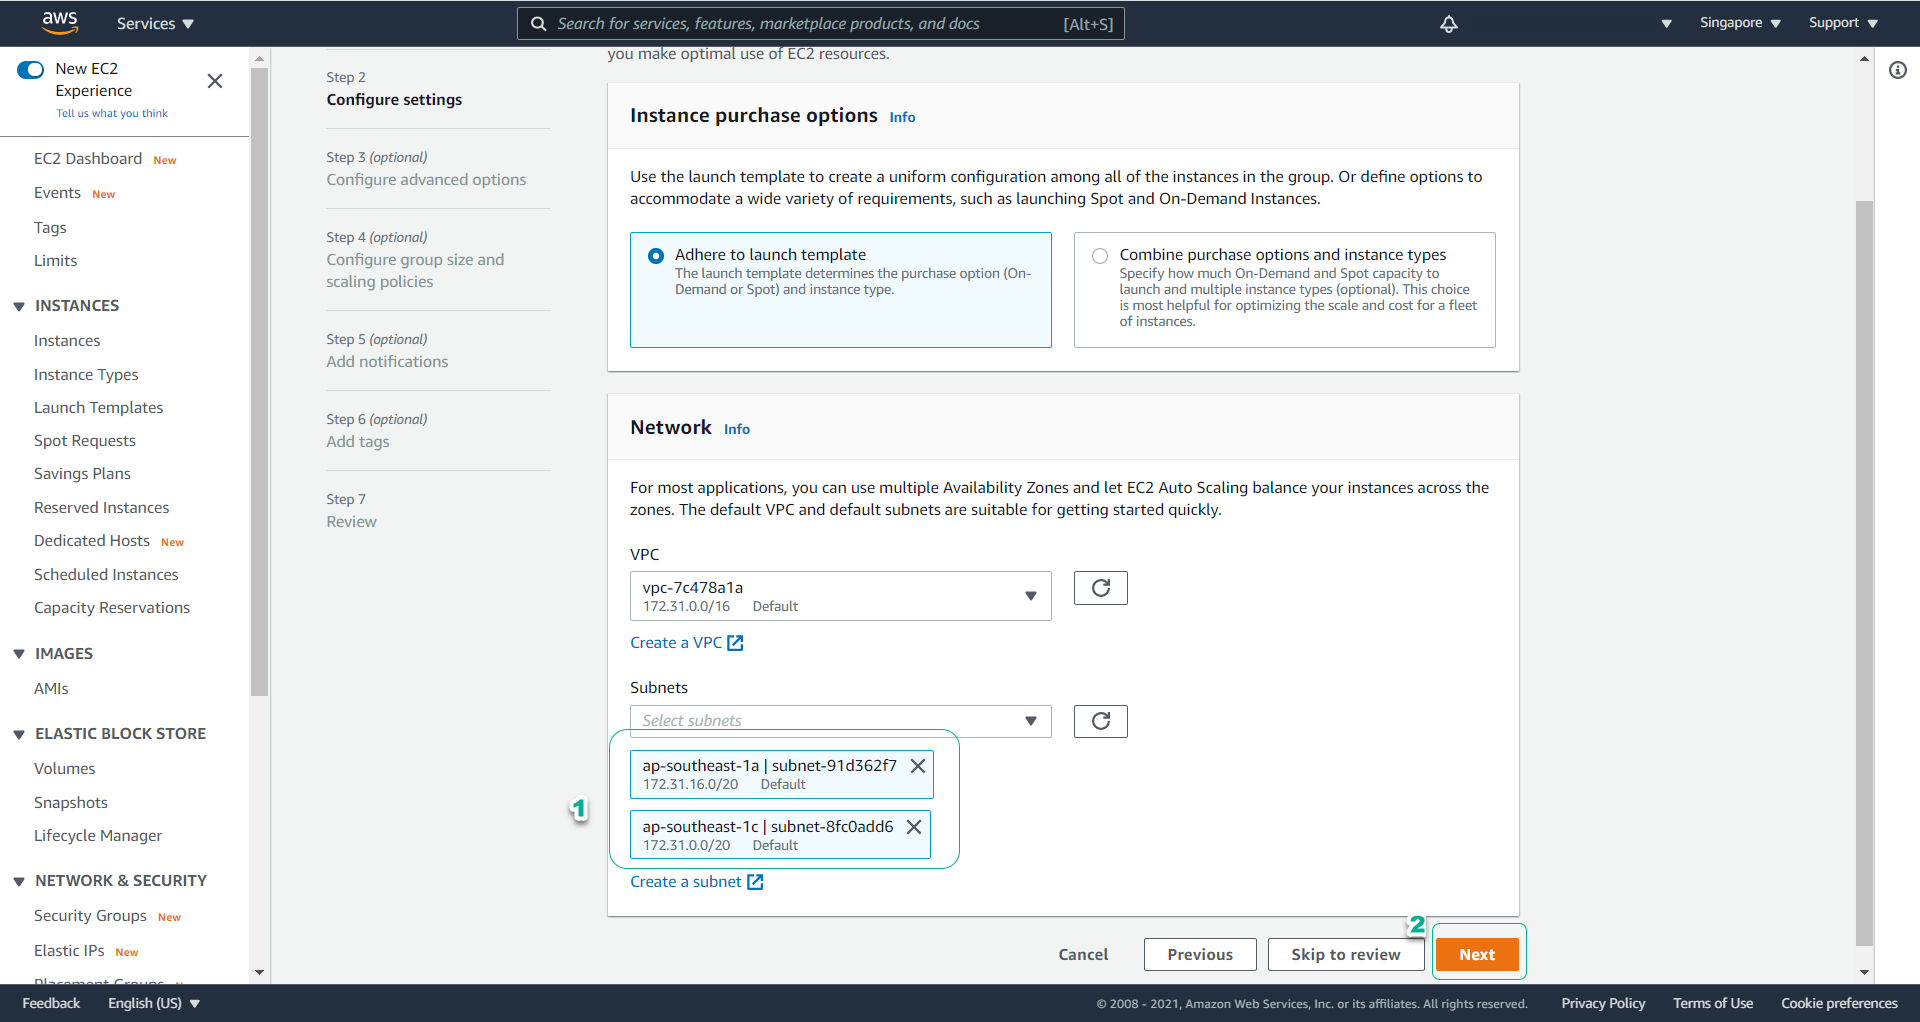 aws
Services
Search for services, features, marketplace products, and docs
[Alt+S]
Singapore
Support
New EC2
Experience
Tell us what you think
EC2 Dashboard New
Events New
Tags
Limits
INSTANCES
Instances
Instance Types
Launch Templates
Spot Requests
Savings Plans
Reserved Instances
Dedicated Hosts New
Scheduled Instances
Capacity Reservations
IMAGES
AMIs
ELASTIC BLOCK STORE
Volumes
Snapshots
Lifecycle Manager
NETWORK & SECURITY
Security Groups New
Elastic IPs New
Placement Groups
Step 2
Configure settings
Step 3 (optional)
Configure advanced options
Step 4 (optional)
Configure group size and
scaling policies
Step 5 (optional)
Add notifications
Step 6 (optional)
Add tags
Step 7
Review
you make optimal use of EC2 resources.
Instance purchase options Info
Use the launch template to create a uniform configuration among all of the instances in the group. Or define options to
accommodate a wide variety of requirements, such as launching Spot and On-Demand Instances.
Adhere to launch template
The launch template determines the purchase option (On-
Demand or Spot) and instance type.
Combine purchase options and instance types
Specify how much On-Demand and Spot capacity to
launch and multiple instance types (optional). This choice
is most helpful for optimizing the scale and cost for a fleet
of instances.
Network Info
For most applications, you can use multiple Availability Zones and let EC2 Auto Scaling balance your instances across the
zones. The default VPC and default subnets are suitable for getting started quickly.
VPC
vpc-7c478a1a
172.31.0.0/16 Default
Create a VPC
Subnets
Select subnets
ap-southeast-1a | subnet-91d362f7
172.31.16.0/20 Default
1
ap-southeast-1c | subnet-8fc0add6
172.31.0.0/20 Default
Create a subnet
2
Cancel
Previous
Skip to review
Next
Feedback
English (US)
© 2008 - 2021, Amazon Web Services, Inc. or its affiliates. All rights reserved.
Privacy Policy
Terms of Use
Cookie preferences